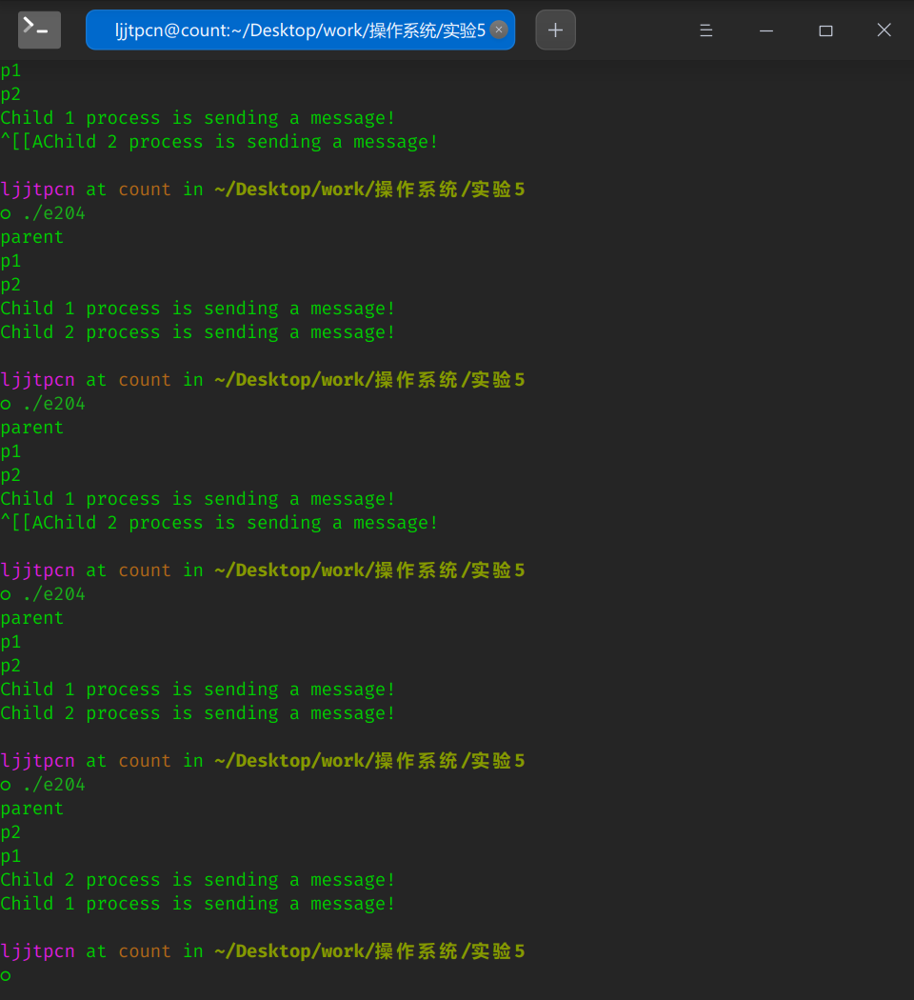 ljjtpcn@count:~/Desktop/work/操作系统/实验5
p1
p2
Child 1 process is sending a message!
^[[AChild 2 process is sending a message!
ljjtpcn at count in ~/Desktop/work/操作系统/实验5
○ ./e204
parent
p1
p2
Child 1 process is sending a message!
Child 2 process is sending a message!
ljjtpcn at count in ~/Desktop/work/操作系统/实验5
○ ./e204
parent
p1
p2
Child 1 process is sending a message!
^[[AChild 2 process is sending a message!
ljjtpcn at count in ~/Desktop/work/操作系统/实验5
○ ./e204
parent
p1
p2
Child 1 process is sending a message!
Child 2 process is sending a message!
ljjtpcn at count in ~/Desktop/work/操作系统/实验5
○ ./e204
parent
p2
p1
Child 2 process is sending a message!
Child 1 process is sending a message!
ljjtpcn at count in ~/Desktop/work/操作系统/实验5
○